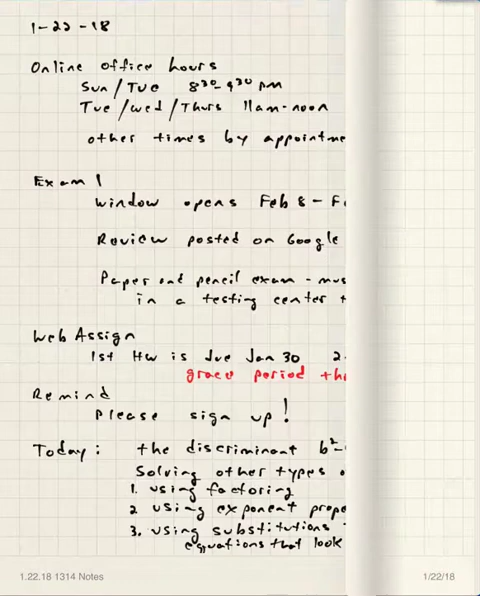 1-22-18
Online office hours
Sun/Tue 8³⁰-9³⁰ pm
Tue/Wed/Thurs 11am-noon
other times by appointme
Exam 1
window opens Feb 8 - F
Review posted on Google
Paper and pencil exam - mus
in a testing center
Web Assign
1st HW is due Jan 30 2
grace period th
Remind
Please sign up!
Today: the discriminant b²-
Solving other types o
1. using factoring
2 using exponent prope
3. using substitutions
equations that look
1.22.18 1314 Notes
1/22/18